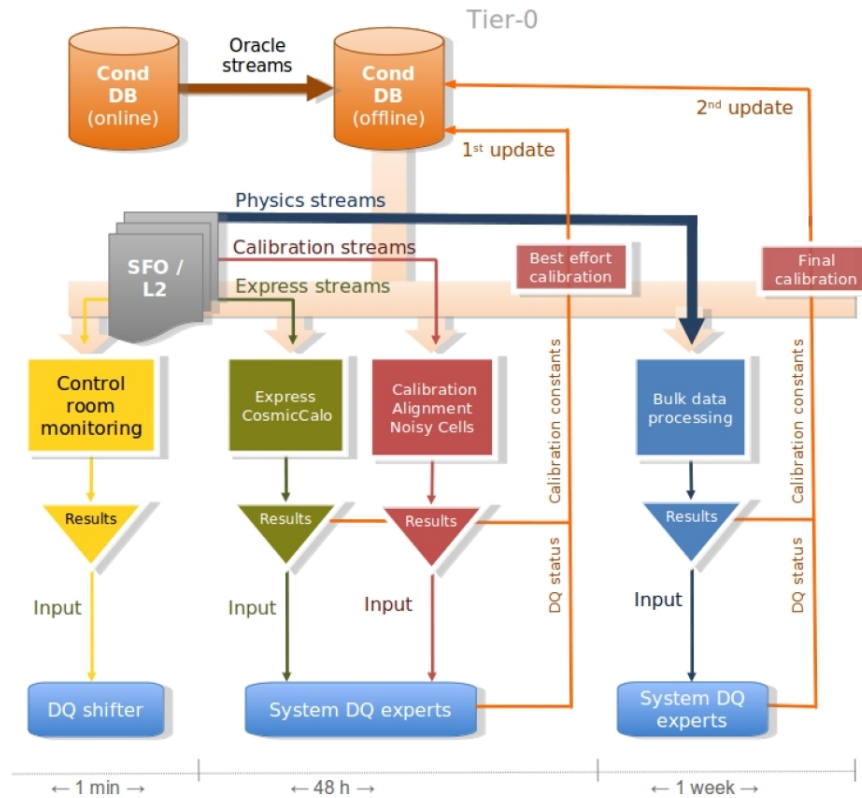 Tier-0
Oracle
streams
Cond
DB
(online)
Cond
DB
(offline)
2nd update
1st update
Physics streams
Calibration streams
Express streams
SFO /
L2
Best effort
calibration
Final
calibration
Control
room
monitoring
Express
CosmicCalo
Calibration
Alignment
Noisy Cells
Calibration constants
Bulk data
processing
Calibration constants
Results
Results
Results
Results
DQ status
DQ status
Input
Input
Input
Input
DQ shifter
System DQ experts
System DQ
experts
← 1 min →
← 48 h →
← 1 week →